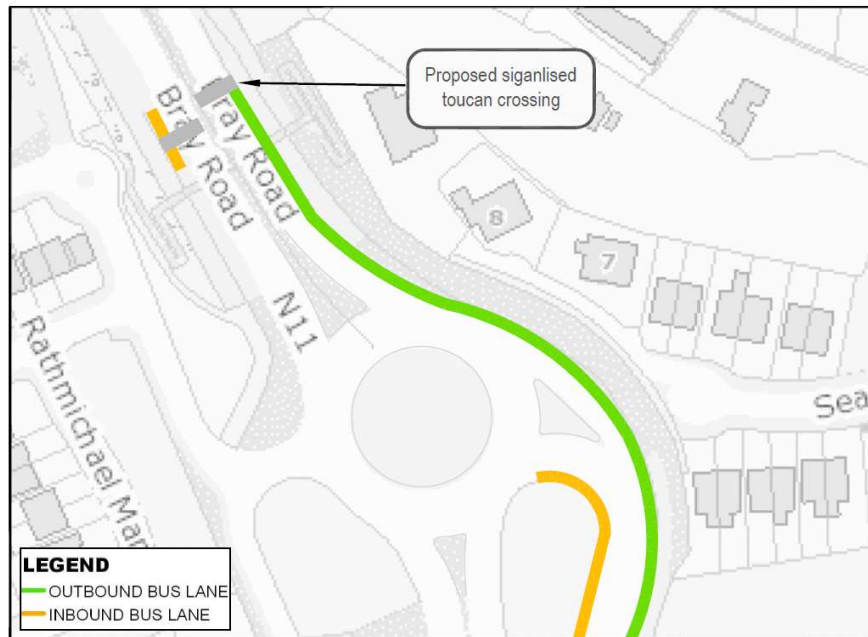 Proposed siganlised
toucan crossing
Bray Road
Bray Road
N11
8
7
Sea
Rathmichael Man
LEGEND
OUTBOUND BUS LANE
INBOUND BUS LANE